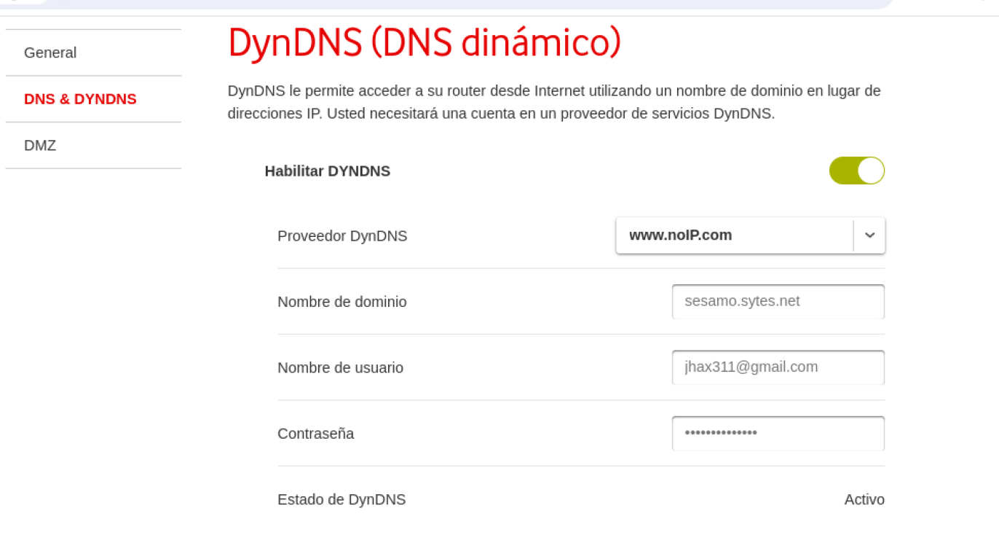 DynDNS (DNS dinámico)
General
DNS & DYNDNS
DMZ
DynDNS le permite acceder a su router desde Internet utilizando un nombre de dominio en lugar de
direcciones IP. Usted necesitará una cuenta en un proveedor de servicios DynDNS.
Habilitar DYNDNS
Proveedor DynDNS www.noIP.com
Nombre de dominio sesamo.sytes.net
Nombre de usuario jhax311@gmail.com
Contraseña ••••••••••••••
Estado de DynDNS Activo